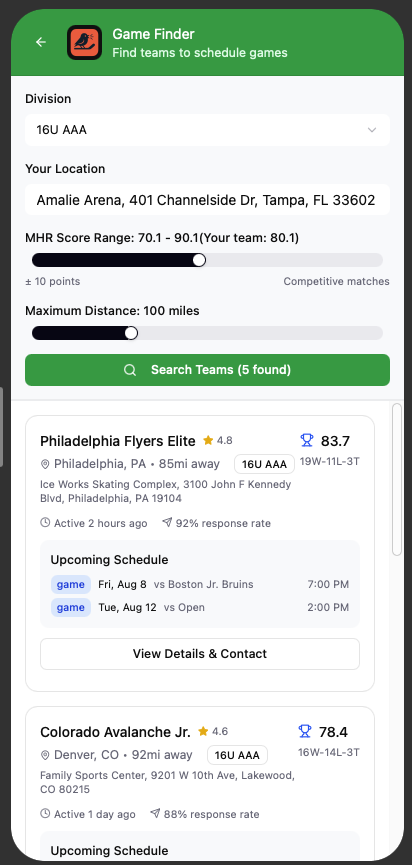 Game Finder
Find teams to schedule games
Division
16U AAA
Your Location
Amalie Arena, 401 Channelside Dr, Tampa, FL 33602
MHR Score Range: 70.1 - 90.1(Your team: 80.1)
± 10 points Competitive matches
Maximum Distance: 100 miles
Search Teams (5 found)
Philadelphia Flyers Elite 4.8 83.7
Philadelphia, PA • 85mi away 16U AAA 19W-11L-3T
Ice Works Skating Complex, 3100 John F Kennedy
Blvd, Philadelphia, PA 19104
Active 2 hours ago 92% response rate
Upcoming Schedule
game Fri, Aug 8 vs Boston Jr. Bruins 7:00 PM
game Tue, Aug 12 vs Open 2:00 PM
View Details & Contact
Colorado Avalanche Jr. 4.6 78.4
Denver, CO • 92mi away 16U AAA 16W-14L-3T
Family Sports Center, 9201 W 10th Ave, Lakewood,
CO 80215
Active 1 day ago 88% response rate
Upcoming Schedule